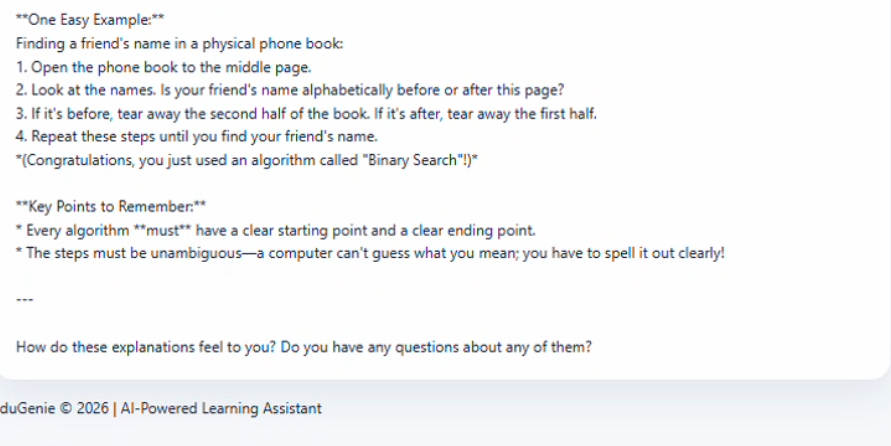 **One Easy Example:**
Finding a friend's name in a physical phone book:
1. Open the phone book to the middle page.
2. Look at the names. Is your friend's name alphabetically before or after this page?
3. If it's before, tear away the second half of the book. If it's after, tear away the first half.
4. Repeat these steps until you find your friend's name.
*(Congratulations, you just used an algorithm called "Binary Search"!)*
**Key Points to Remember:**
* Every algorithm **must** have a clear starting point and a clear ending point.
* The steps must be unambiguous—a computer can't guess what you mean; you have to spell it out clearly!
---
How do these explanations feel to you? Do you have any questions about any of them?
duGenie © 2026 | AI-Powered Learning Assistant